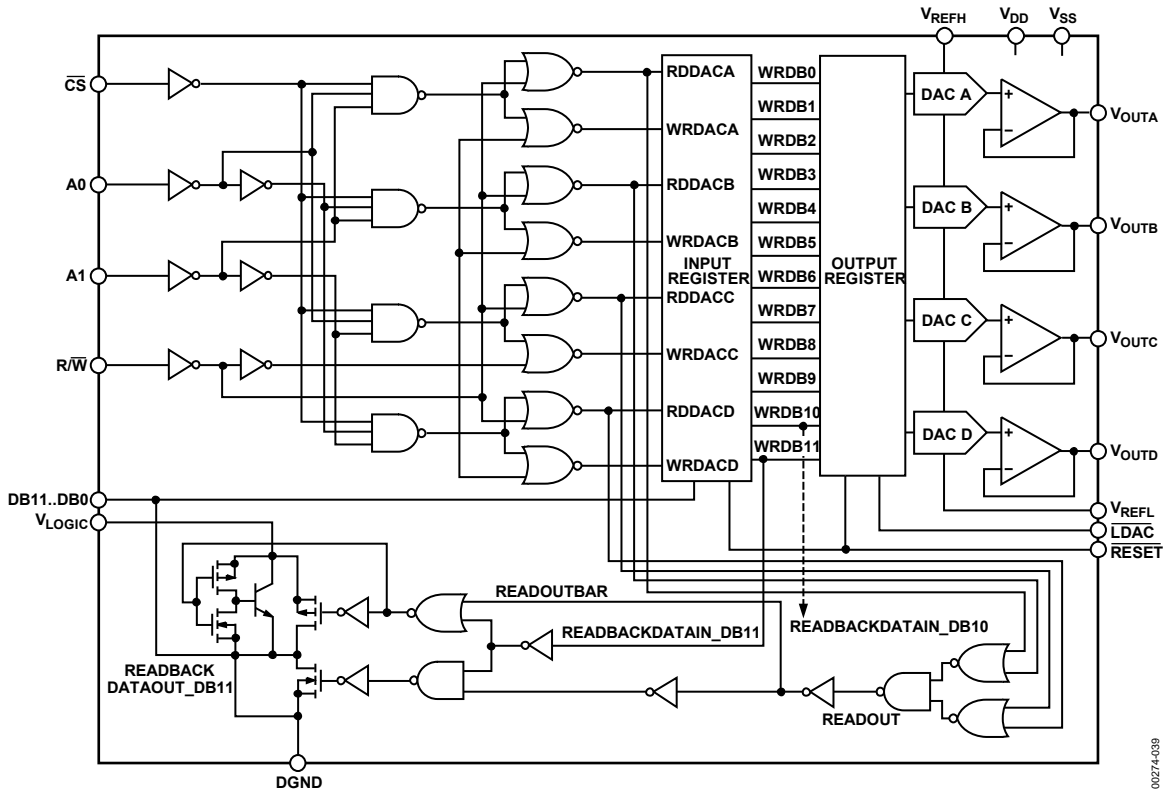 VREFH VDD VSS
CS
A0
A1
R/W
DB11..DB0
VLOGIC
RDDACA
WRDACA
RDDACB
WRDACB
INPUT
REGISTER
RDDACC
WRDACC
RDDACD
WRDACD
WRDB0
WRDB1
WRDB2
WRDB3
WRDB4
WRDB5
WRDB6
WRDB7
WRDB8
WRDB9
WRDB10
WRDB11
OUTPUT
REGISTER
DAC A
+
−
VOUTA
DAC B
+
−
VOUTB
DAC C
+
−
VOUTC
DAC D
+
−
VOUTD
VREFL
LDAC
RESET
READOUTBAR
READBACKDATAIN_DB11
READBACKDATAIN_DB10
READBACK
DATAOUT_DB11
READOUT
DGND
00274-039